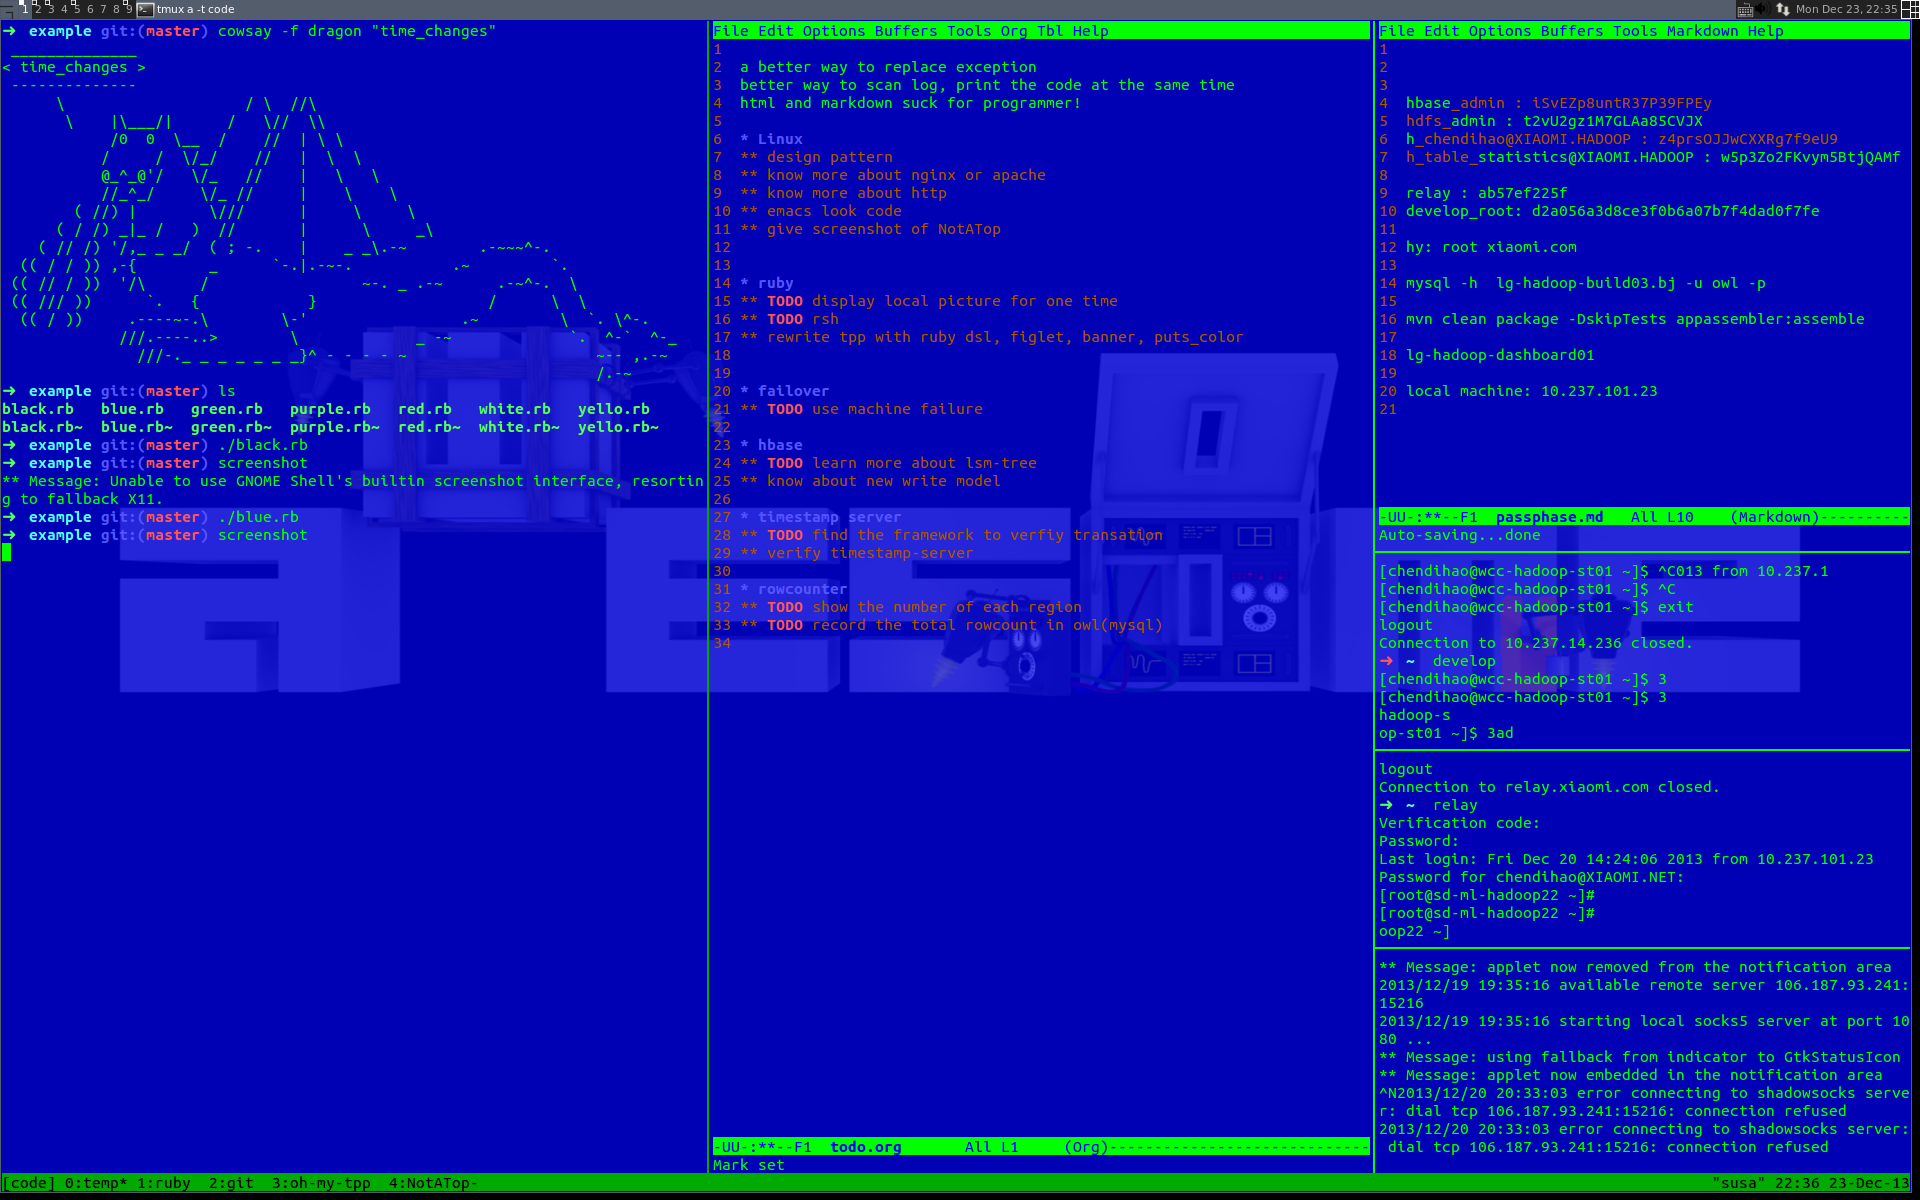 1 2 3 4 5 6 7 8 9 tmux a -t code
Mon Dec 23, 22:35
➜  example git:(master) cowsay -f dragon "time_changes"
< time_changes >
➜  example git:(master) ls
black.rb   blue.rb   green.rb   purple.rb   red.rb   white.rb   yello.rb
black.rb~  blue.rb~  green.rb~  purple.rb~  red.rb~  white.rb~  yello.rb~
➜  example git:(master) ./black.rb
➜  example git:(master) screenshot
** Message: Unable to use GNOME Shell's builtin screenshot interface, resortin
g to fallback X11.
➜  example git:(master) ./blue.rb
➜  example git:(master) screenshot
File Edit Options Buffers Tools Org Tbl Help
1
2  a better way to replace exception
3  better way to scan log, print the code at the same time
4  html and markdown suck for programmer!
5
6  * Linux
7  ** design pattern
8  ** know more about nginx or apache
9  ** know more about http
10 ** emacs look code
11 ** give screenshot of NotATop
12
13
14 * ruby
15 ** TODO display local picture for one time
16 ** TODO rsh
17 ** rewrite tpp with ruby dsl, figlet, banner, puts_color
18
19
20 * failover
21 ** TODO use machine failure
22
23 * hbase
24 ** TODO learn more about lsm-tree
25 ** know about new write model
26
27 * timestamp server
28 ** TODO find the framework to verfiy transation
29 ** verify timestamp-server
30
31 * rowcounter
32 ** TODO show the number of each region
33 ** TODO record the total rowcount in owl(mysql)
34
-UU-:**--F1  todo.org       All L1     (Org)-----------------------------
Mark set
File Edit Options Buffers Tools Markdown Help
1
2
3
4  hbase_admin : iSvEZp8untR37P39FPEy
5  hdfs_admin : t2vU2gz1M7GLAa85CVJX
6  h_chendihao@XIAOMI.HADOOP : z4prsOJJwCXXRg7f9eU9
7  h_table_statistics@XIAOMI.HADOOP : w5p3Zo2FKvym5BtjQAMf
8
9  relay : ab57ef225f
10 develop_root: d2a056a3d8ce3f0b6a07b7f4dad0f7fe
11
12 hy: root xiaomi.com
13
14 mysql -h  lg-hadoop-build03.bj -u owl -p
15
16 mvn clean package -DskipTests appassembler:assemble
17
18 lg-hadoop-dashboard01
19
20 local machine: 10.237.101.23
21
-UU-:**--F1  passphase.md   All L10    (Markdown)----------
Auto-saving...done
[chendihao@wcc-hadoop-st01 ~]$ ^C013 from 10.237.1
[chendihao@wcc-hadoop-st01 ~]$ ^C
[chendihao@wcc-hadoop-st01 ~]$ exit
logout
Connection to 10.237.14.236 closed.
➜  ~  develop
[chendihao@wcc-hadoop-st01 ~]$ 3
[chendihao@wcc-hadoop-st01 ~]$ 3
hadoop-s
op-st01 ~]$ 3ad
logout
Connection to relay.xiaomi.com closed.
➜  ~  relay
Verification code:
Password:
Last login: Fri Dec 20 14:24:06 2013 from 10.237.101.23
Password for chendihao@XIAOMI.NET:
[root@sd-ml-hadoop22 ~]#
[root@sd-ml-hadoop22 ~]#
oop22 ~]
** Message: applet now removed from the notification area
2013/12/19 19:35:16 available remote server 106.187.93.241:
15216
2013/12/19 19:35:16 starting local socks5 server at port 10
80 ...
** Message: using fallback from indicator to GtkStatusIcon
** Message: applet now embedded in the notification area
^N2013/12/20 20:33:03 error connecting to shadowsocks serve
r: dial tcp 106.187.93.241:15216: connection refused
2013/12/20 20:33:03 error connecting to shadowsocks server:
 dial tcp 106.187.93.241:15216: connection refused
[code] 0:temp* 1:ruby  2:git  3:oh-my-tpp  4:NotATop-
"susa" 22:36 23-Dec-13